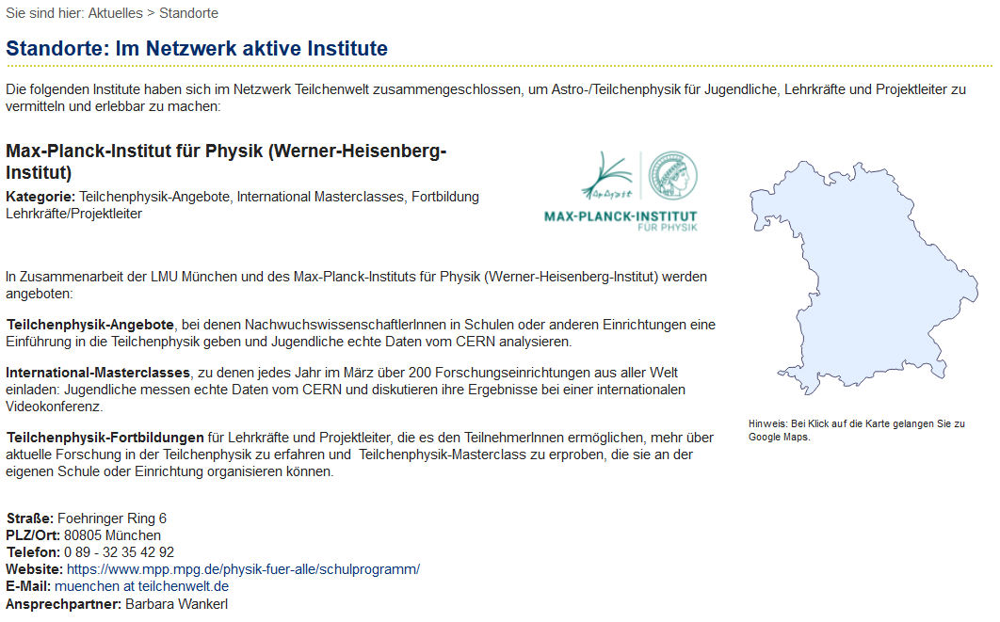 Sie sind hier: Aktuelles > Standorte
Standorte: Im Netzwerk aktive Institute
Die folgenden Institute haben sich im Netzwerk Teilchenwelt zusammengeschlossen, um Astro-/Teilchenphysik für Jugendliche, Lehrkräfte und Projektleiter zu
vermitteln und erlebbar zu machen:
Max-Planck-Institut für Physik (Werner-Heisenberg-
Institut)
Kategorie: Teilchenphysik-Angebote, International Masterclasses, Fortbildung
Lehrkräfte/Projektleiter
Δp·Δq≥½ℏ
MAX-PLANCK-INSTITUT
FÜR PHYSIK
In Zusammenarbeit der LMU München und des Max-Planck-Instituts für Physik (Werner-Heisenberg-Institut) werden
angeboten:
Teilchenphysik-Angebote, bei denen NachwuchswissenschaftlerInnen in Schulen oder anderen Einrichtungen eine
Einführung in die Teilchenphysik geben und Jugendliche echte Daten vom CERN analysieren.
International-Masterclasses, zu denen jedes Jahr im März über 200 Forschungseinrichtungen aus aller Welt
einladen: Jugendliche messen echte Daten vom CERN und diskutieren ihre Ergebnisse bei einer internationalen
Videokonferenz.
Teilchenphysik-Fortbildungen für Lehrkräfte und Projektleiter, die es den TeilnehmerInnen ermöglichen, mehr über
aktuelle Forschung in der Teilchenphysik zu erfahren und  Teilchenphysik-Masterclass zu erproben, die sie an der
eigenen Schule oder Einrichtung organisieren können.
Hinweis: Bei Klick auf die Karte gelangen Sie zu
Google Maps.
Straße: Foehringer Ring 6
PLZ/Ort: 80805 München
Telefon: 0 89 - 32 35 42 92
Website: https://www.mpp.mpg.de/physik-fuer-alle/schulprogramm/
E-Mail: muenchen at teilchenwelt.de
Ansprechpartner: Barbara Wankerl